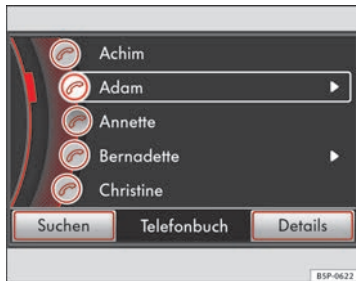 Achim
Adam
Annette
Bernadette
Christine
Suchen Telefonbuch Details
B5P-0622